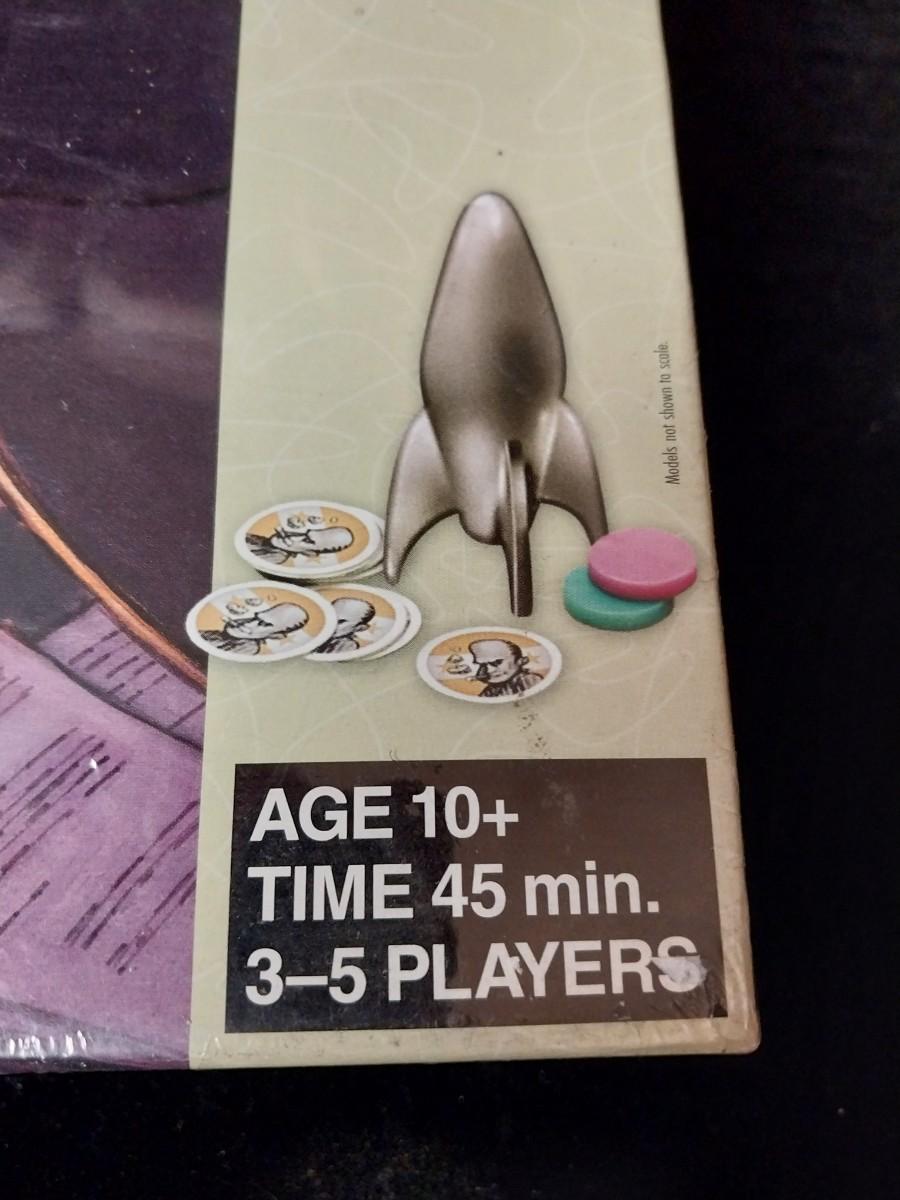 Models not shown to scale.
AGE 10+
TIME 45 min.
3–5 PLAYERS